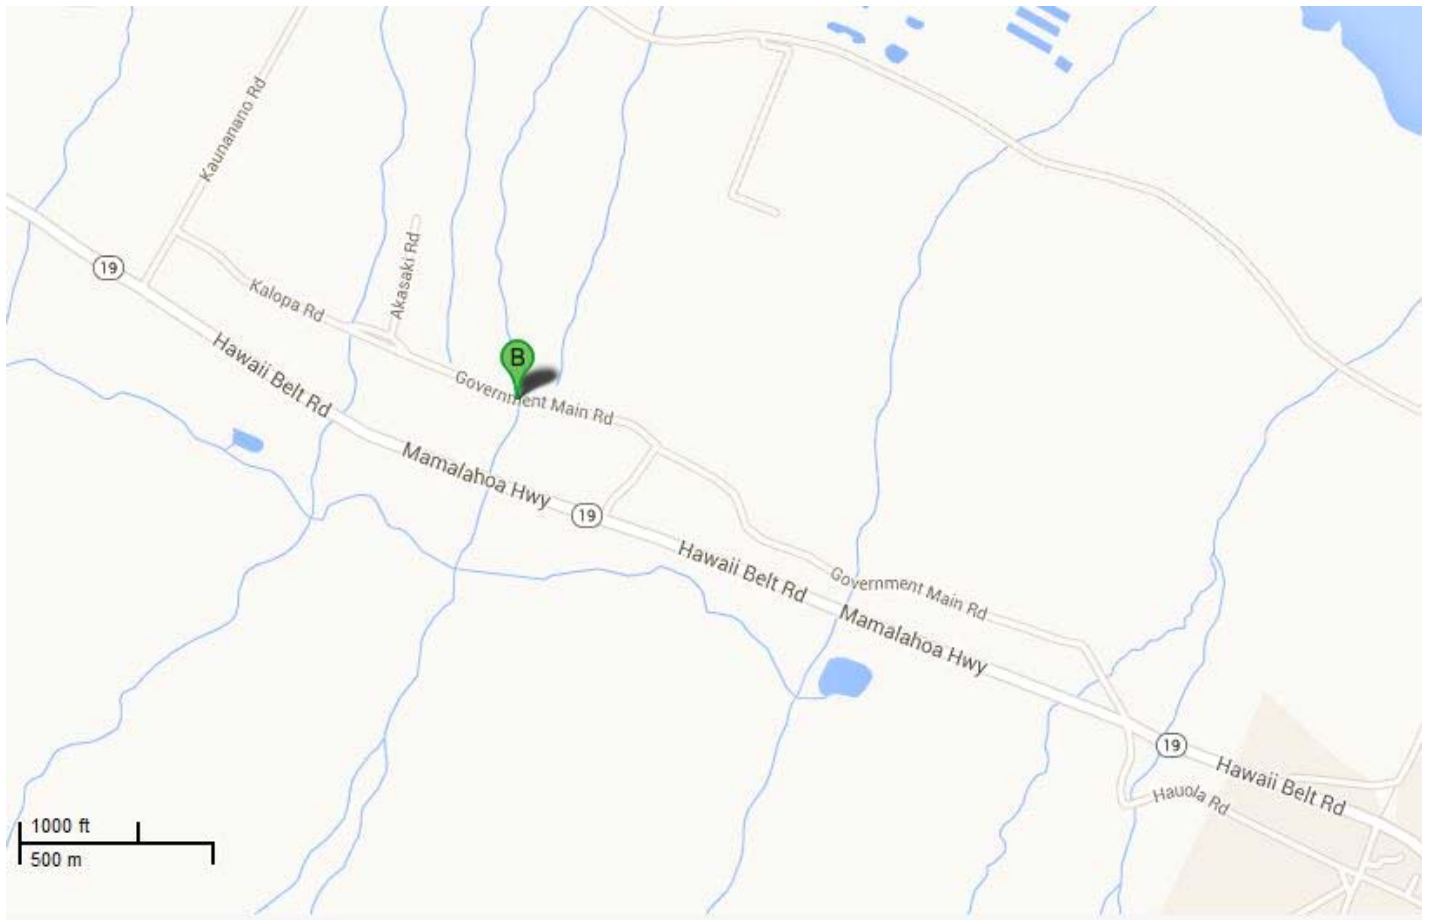 Kaunanano Rd
19
Kalopa Rd
Akasaki Rd
Hawaii Belt Rd
B
Government Main Rd
Mamalahoa Hwy
19
Hawaii Belt Rd
Government Main Rd
Mamalahoa Hwy
19
Hawaii Belt Rd
Hauola Rd
1000 ft
500 m